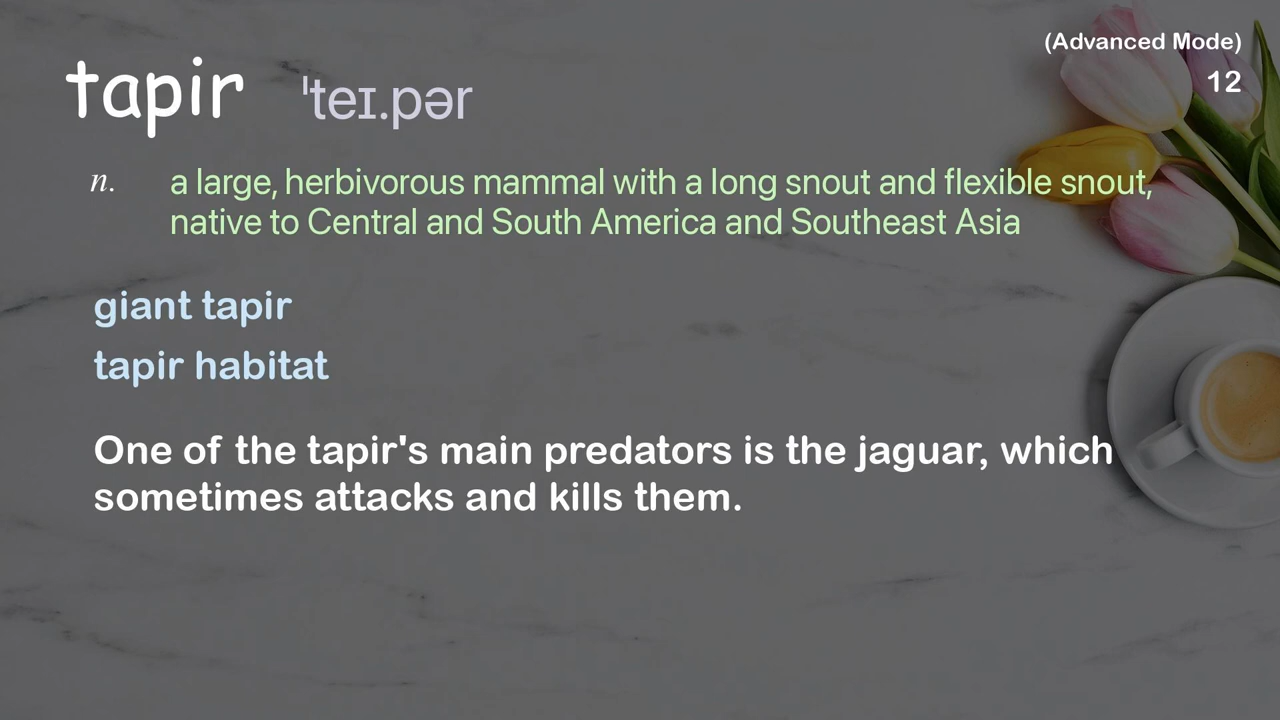 (Advanced Mode)
12
tapir ˈteɪ.pər
n. a large, herbivorous mammal with a long snout and flexible snout,
native to Central and South America and Southeast Asia
giant tapir
tapir habitat
One of the tapir's main predators is the jaguar, which
sometimes attacks and kills them.